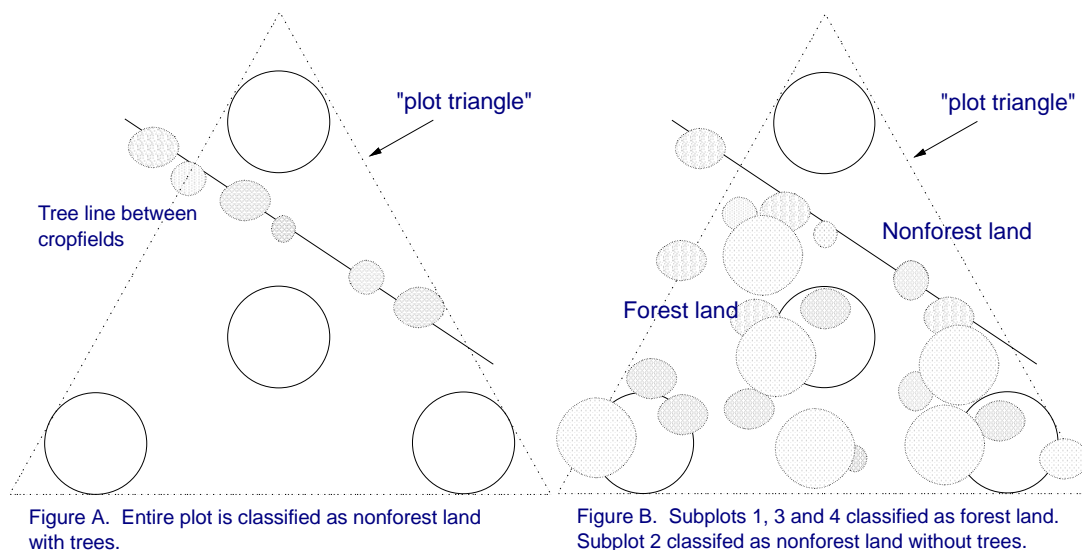 "plot triangle"
Tree line between
cropfields
Figure A.  Entire plot is classified as nonforest land
with trees.
"plot triangle"
Nonforest land
Forest land
Figure B.  Subplots 1, 3 and 4 classified as forest land.
Subplot 2 classifed as nonforest land without trees.